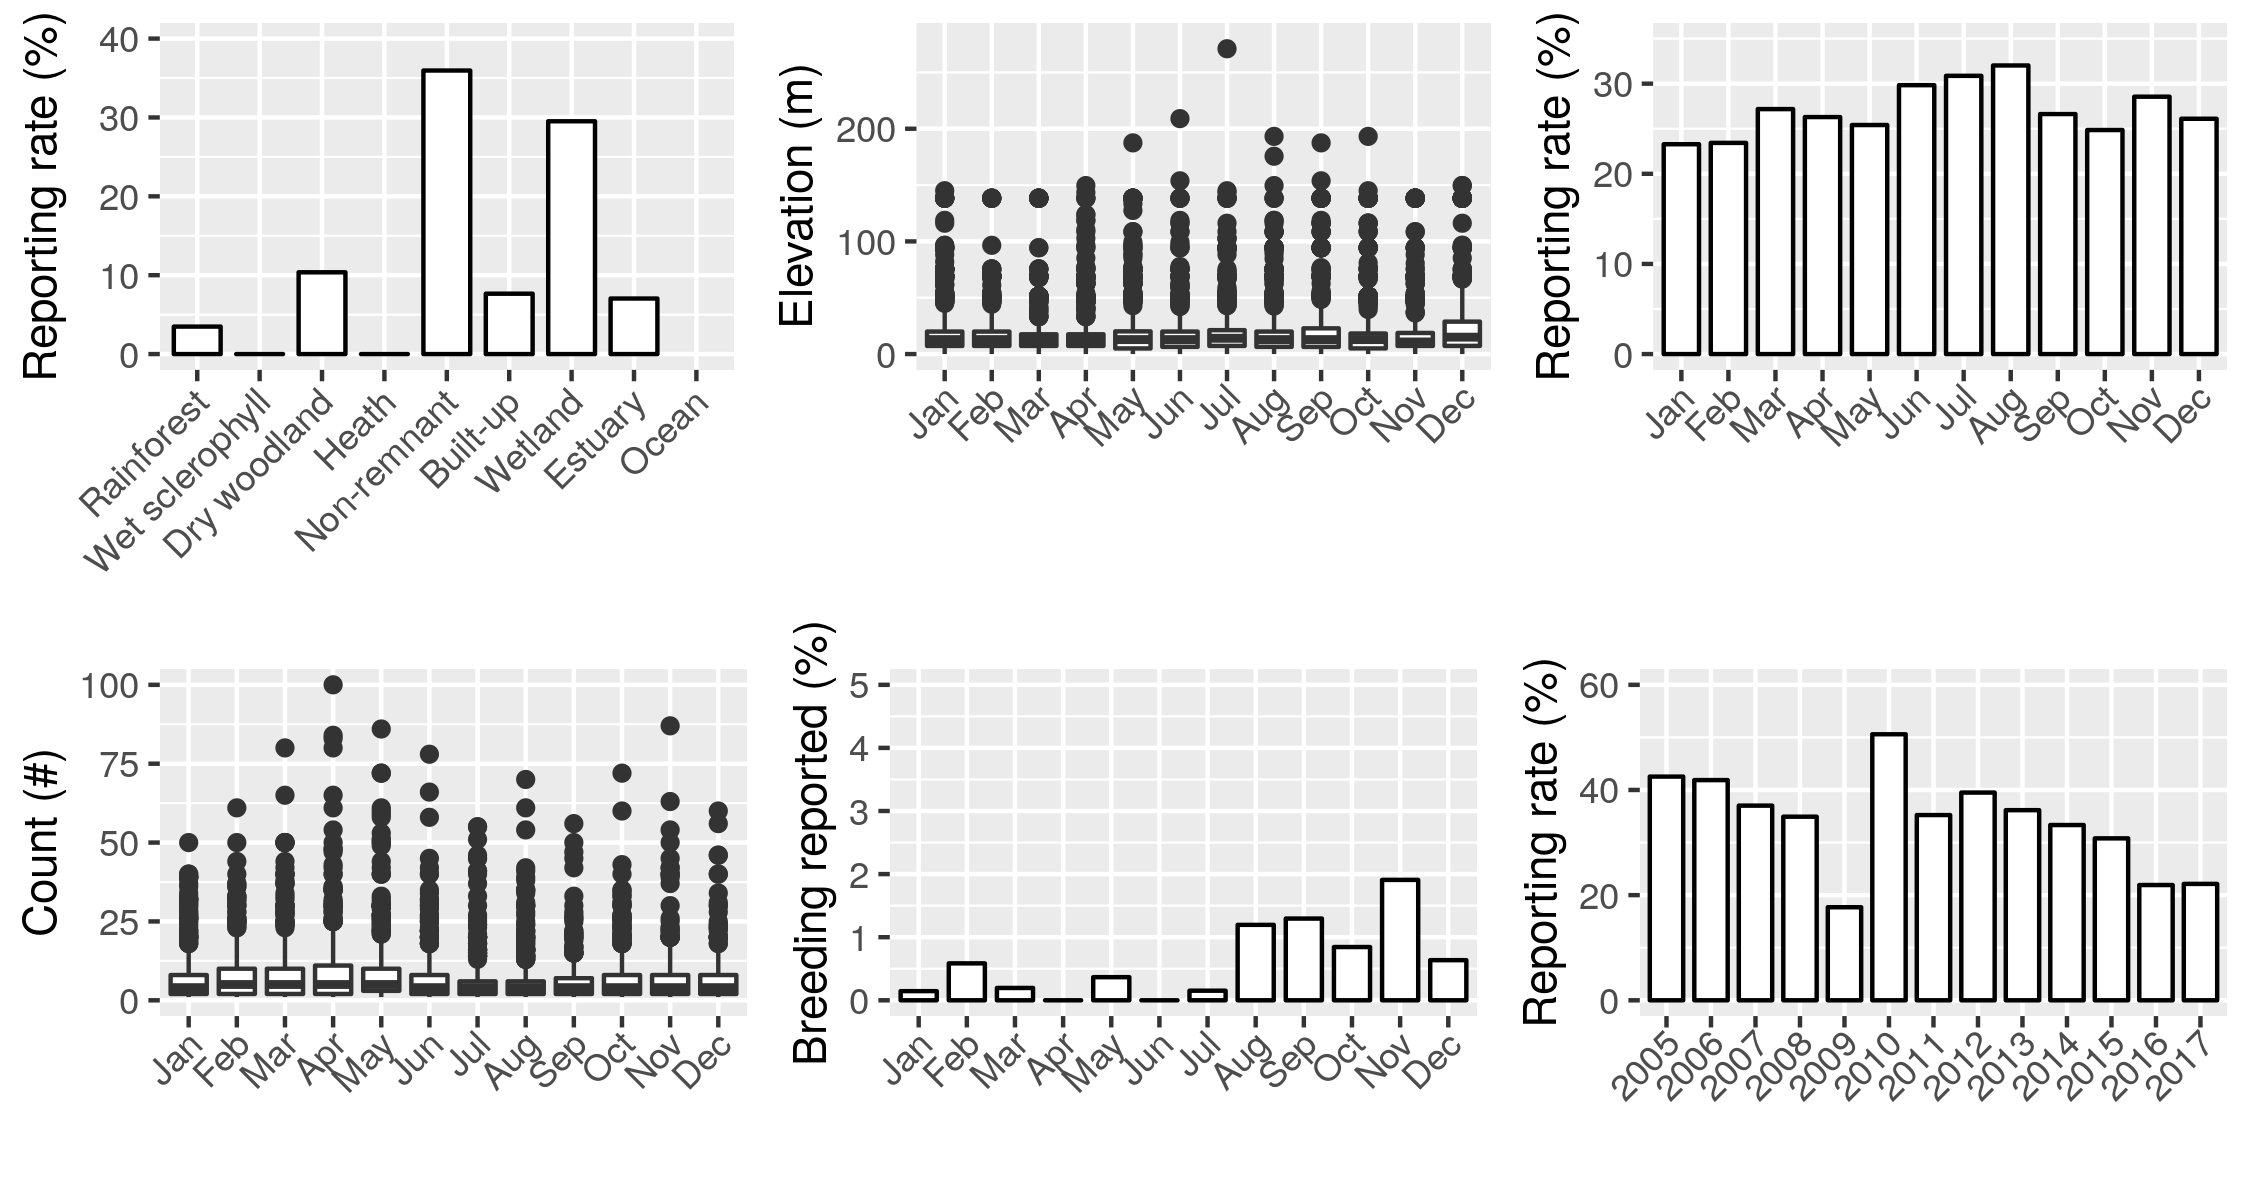 Reporting rate (%)
40
30
20
10
0
Rainforest
Wet sclerophyll
Dry woodland
Heath
Non-remnant
Built-up
Wetland
Estuary
Ocean
Elevation (m)
200
100
0
Jan
Feb
Mar
Apr
May
Jun
Jul
Aug
Sep
Oct
Nov
Dec
Reporting rate (%)
30
20
10
0
Jan
Feb
Mar
Apr
May
Jun
Jul
Aug
Sep
Oct
Nov
Dec
Count (#)
100
75
50
25
0
Jan
Feb
Mar
Apr
May
Jun
Jul
Aug
Sep
Oct
Nov
Dec
Breeding reported (%)
5
4
3
2
1
0
Jan
Feb
Mar
Apr
May
Jun
Jul
Aug
Sep
Oct
Nov
Dec
Reporting rate (%)
60
40
20
0
2005
2006
2007
2008
2009
2010
2011
2012
2013
2014
2015
2016
2017